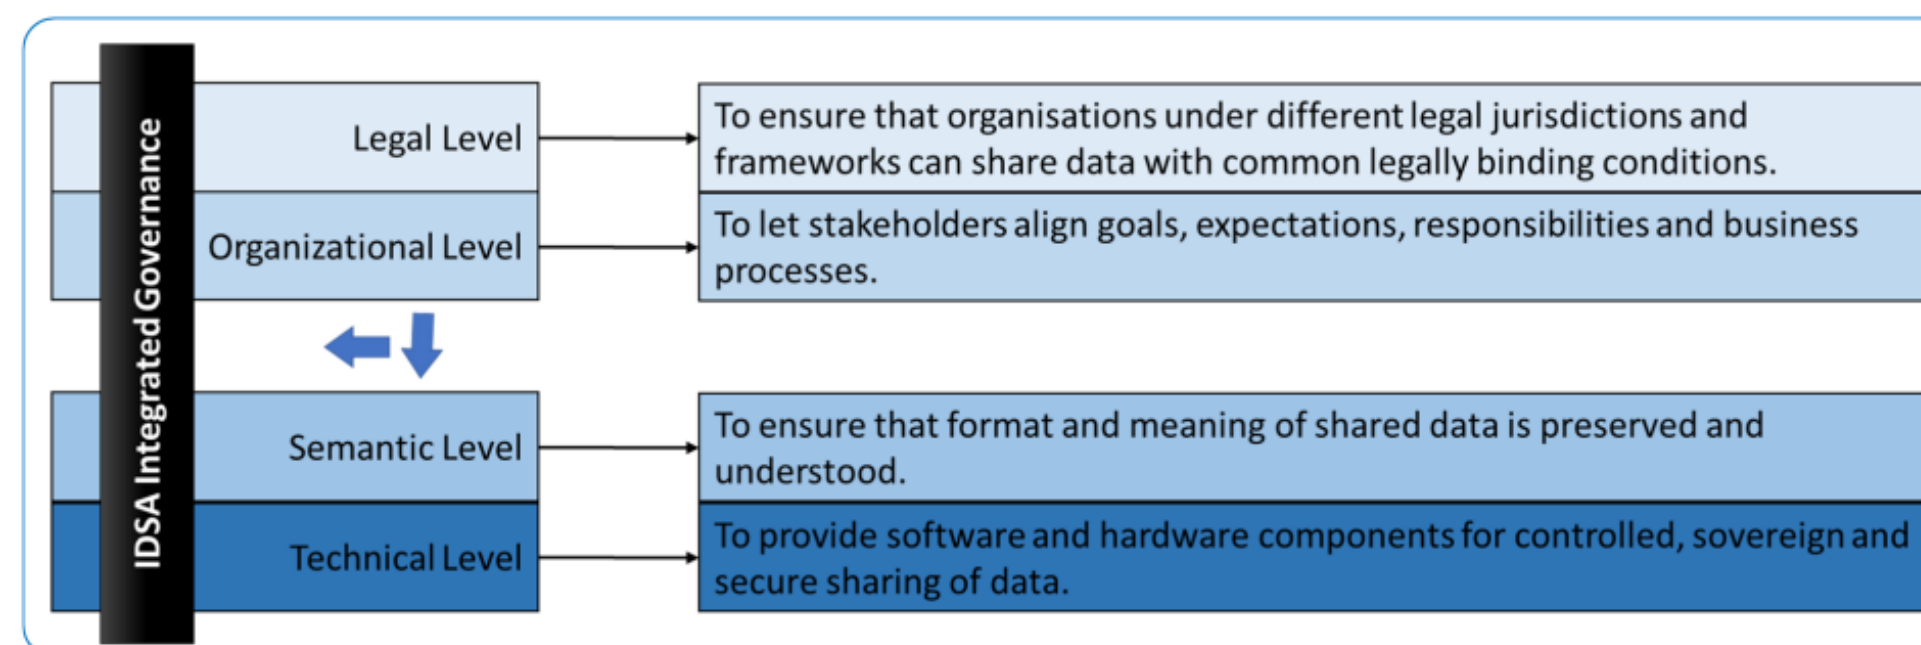 IDSA Integrated Governance
Legal Level
To ensure that organisations under different legal jurisdictions and
frameworks can share data with common legally binding conditions.
Organizational Level
To let stakeholders align goals, expectations, responsibilities and business
processes.
Semantic Level
To ensure that format and meaning of shared data is preserved and
understood.
Technical Level
To provide software and hardware components for controlled, sovereign and
secure sharing of data.